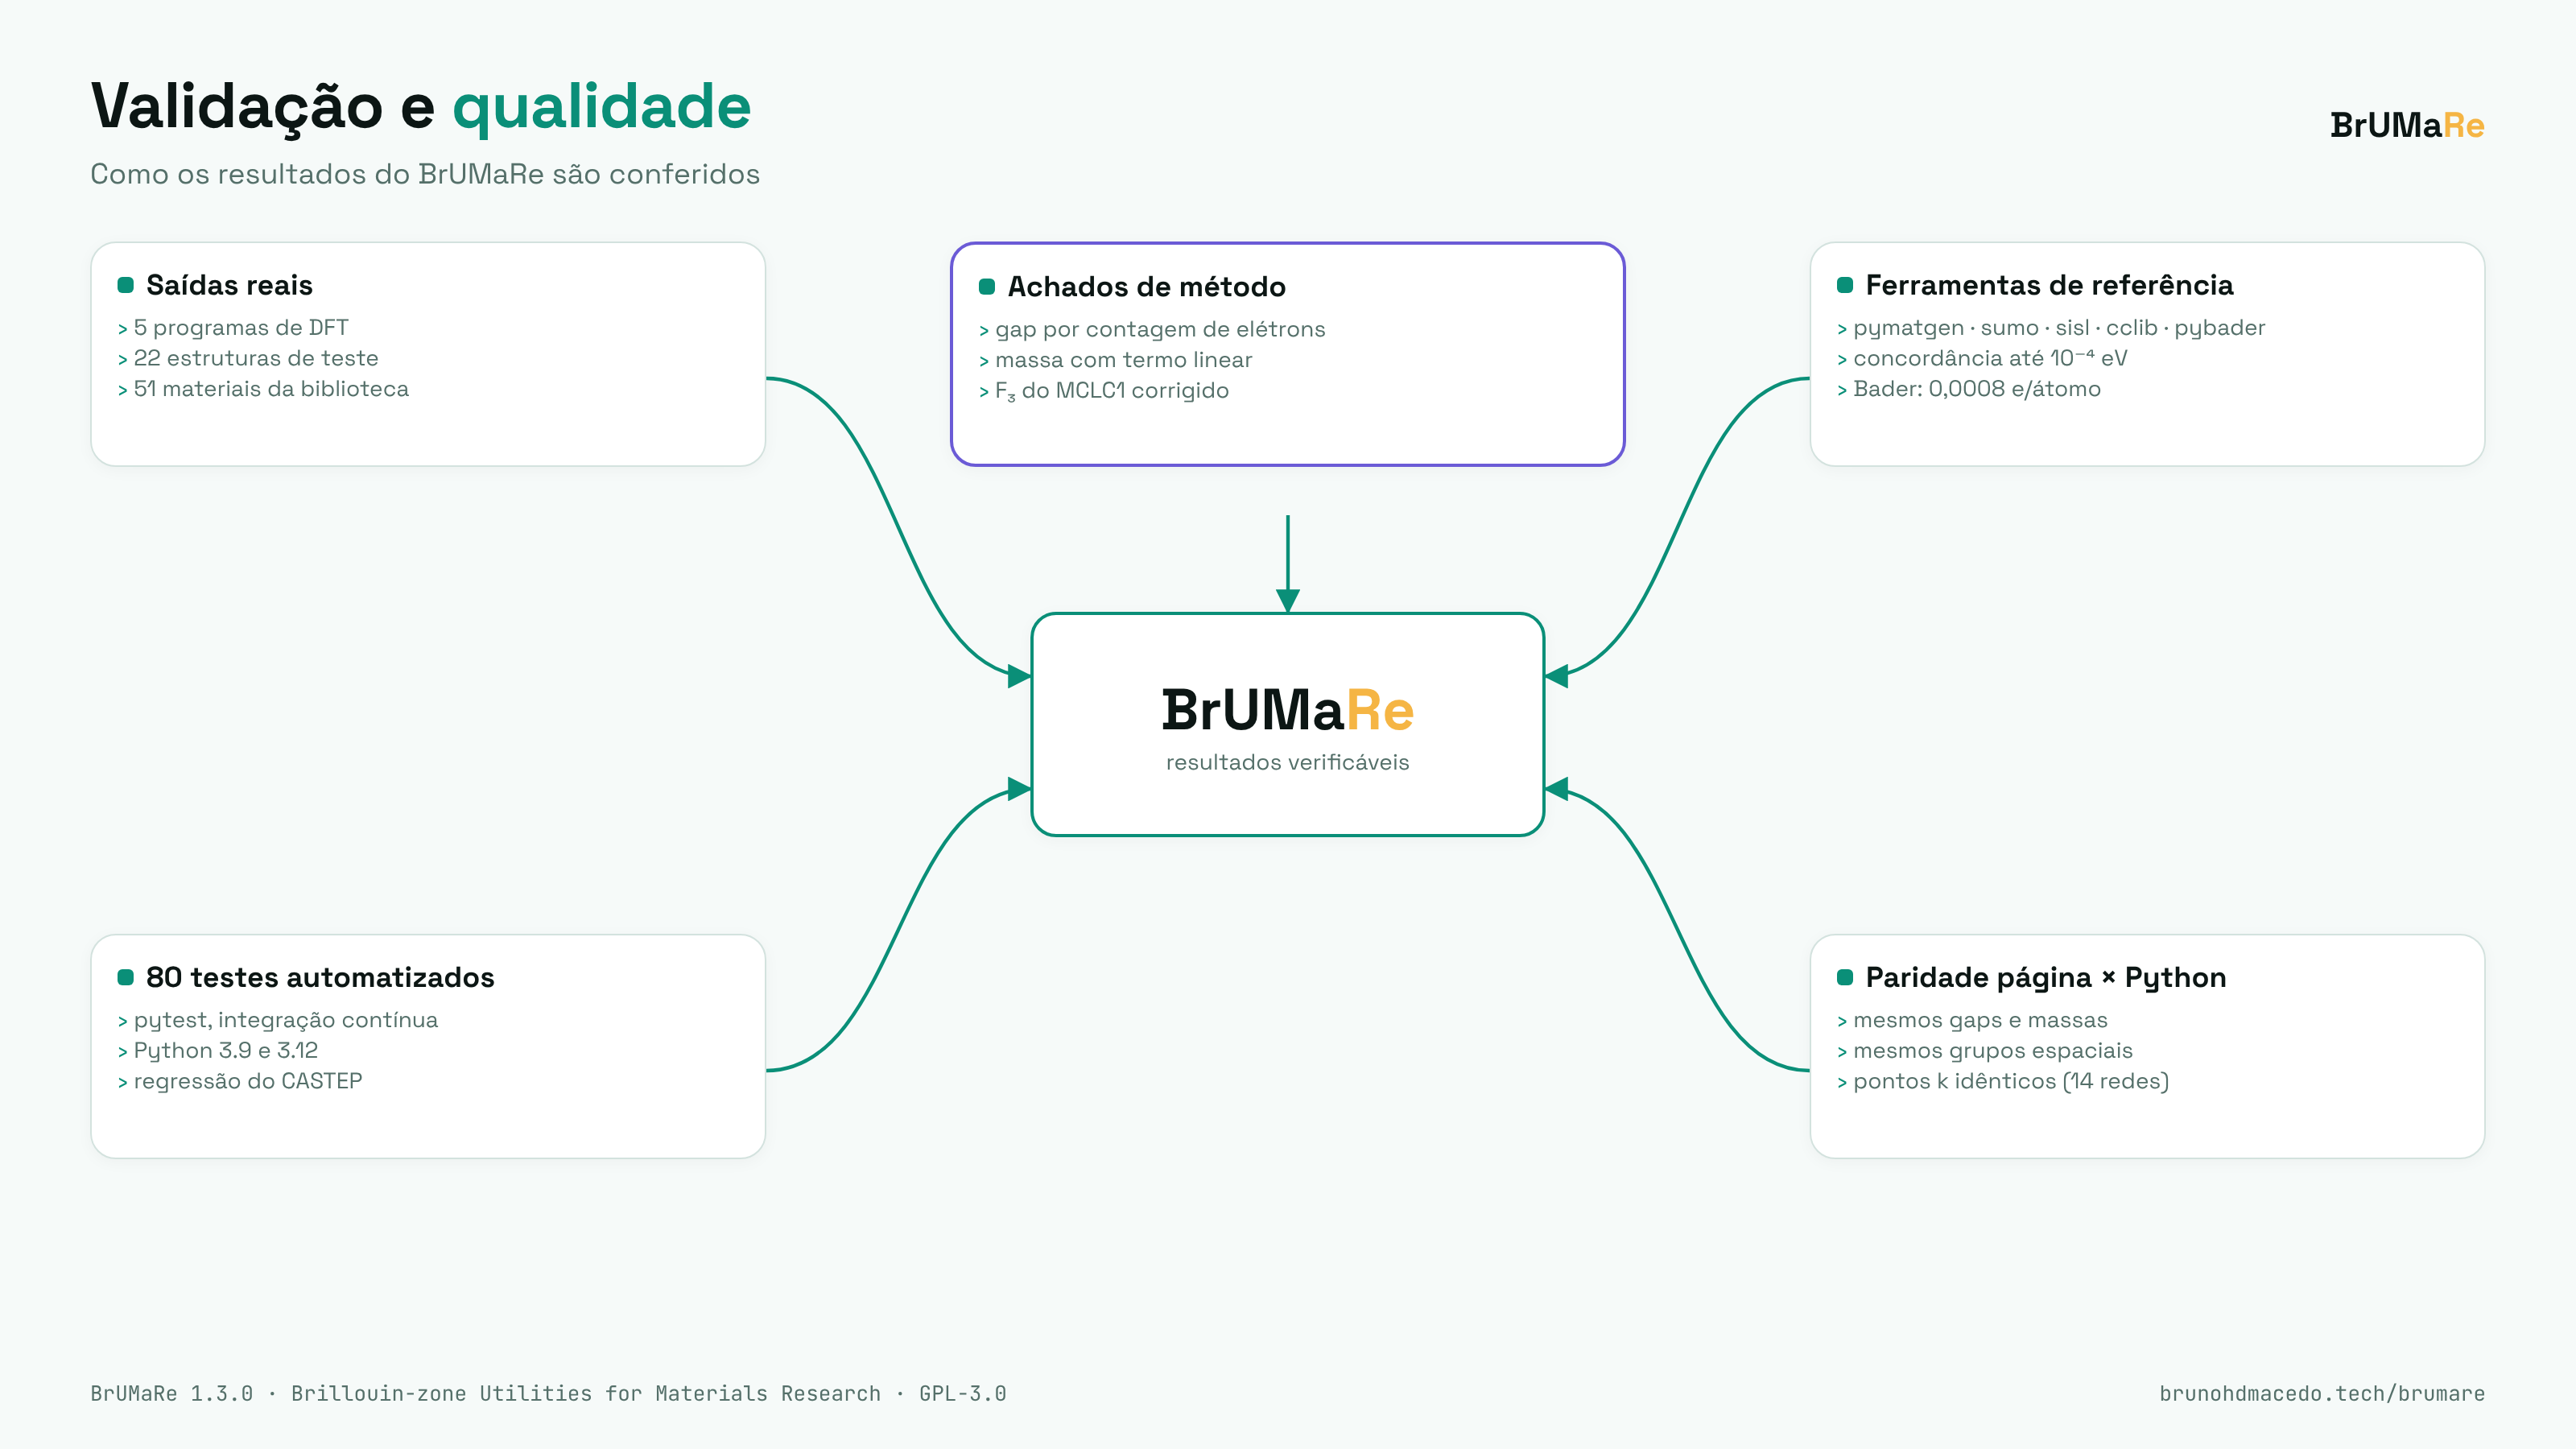 Validação e qualidade
Como os resultados do BrUMaRe são conferidos
BrUMaRe
Saídas reais
> 5 programas de DFT
> 22 estruturas de teste
> 51 materiais da biblioteca
Achados de método
> gap por contagem de elétrons
> massa com termo linear
> F₃ do MCLC1 corrigido
Ferramentas de referência
> pymatgen · sumo · sisl · cclib · pybader
> concordância até 10⁻⁴ eV
> Bader: 0,0008 e/átomo
BrUMaRe
resultados verificáveis
80 testes automatizados
> pytest, integração contínua
> Python 3.9 e 3.12
> regressão do CASTEP
Paridade página × Python
> mesmos gaps e massas
> mesmos grupos espaciais
> pontos k idênticos (14 redes)
BrUMaRe 1.3.0 · Brillouin-zone Utilities for Materials Research · GPL-3.0
brunohdmacedo.tech/brumare